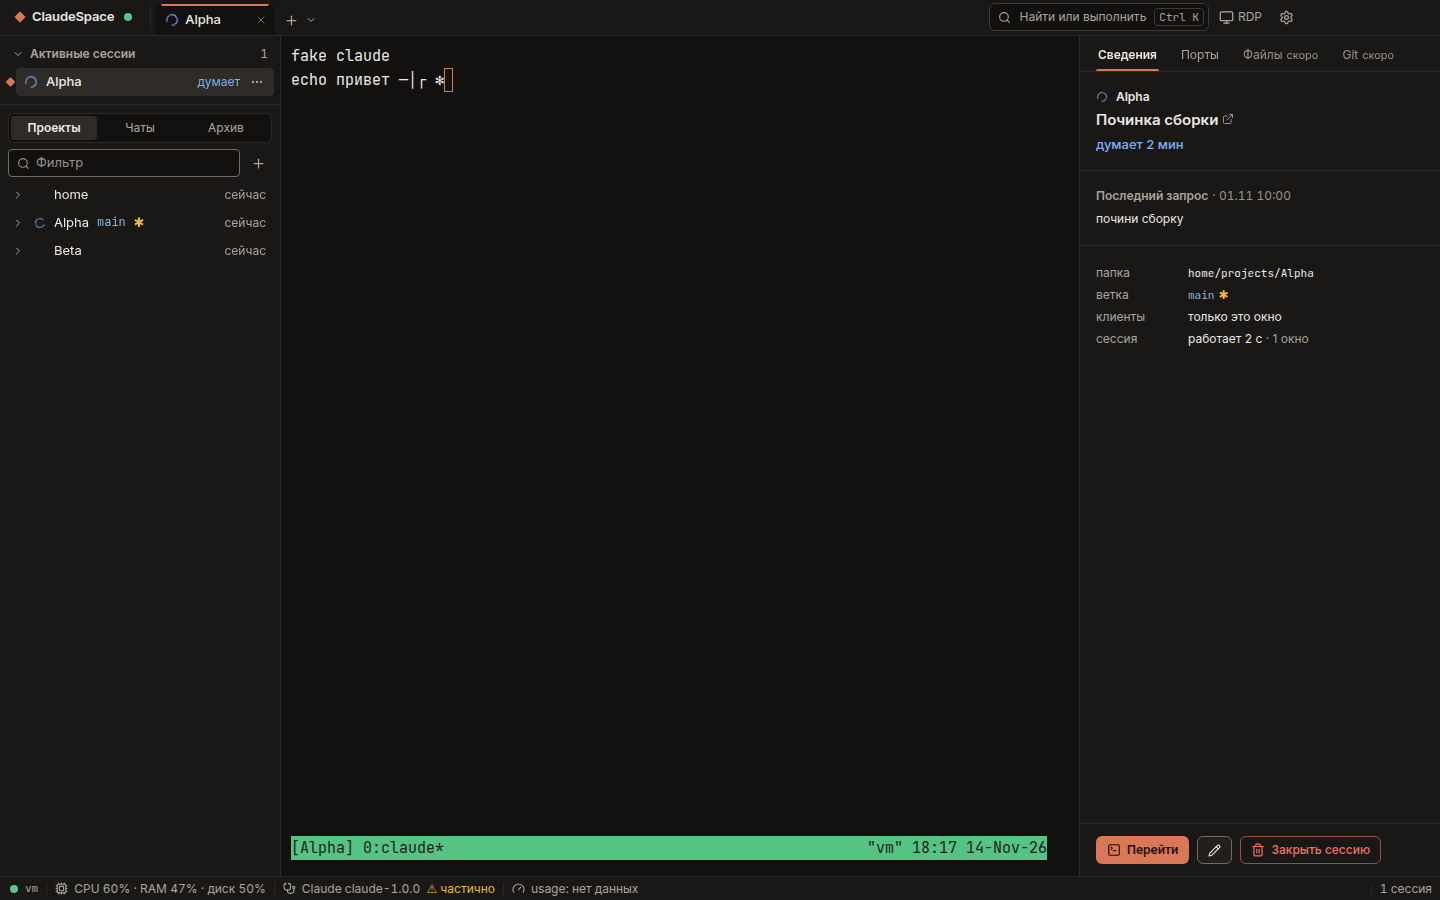 ClaudeSpace
Alpha
Найти или выполнить Ctrl K
RDP
Активные сессии 1
Alpha думает ...
Проекты Чаты Архив
Фильтр
home сейчас
Alpha main ✱ сейчас
Beta сейчас
fake claude
echo привет ─│┌ ✻
[Alpha] 0:claude* "vm" 18:17 14-Nov-26
Сведения Порты Файлы скоро Git скоро
Alpha
Починка сборки
думает 2 мин
Последний запрос · 01.11 10:00
почини сборку
папка home/projects/Alpha
ветка main ✱
клиенты только это окно
сессия работает 2 с · 1 окно
Перейти
Закрыть сессию
vm CPU 60% · RAM 47% · диск 50% Claude claude-1.0.0 ⚠ частично usage: нет данных 1 сессия